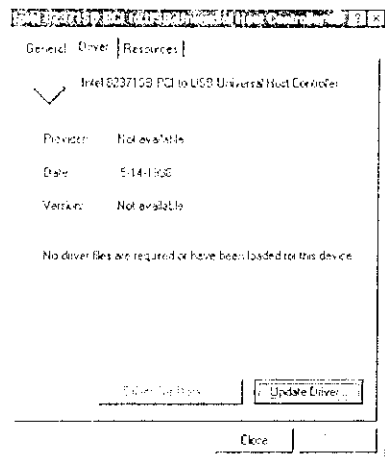 General Driver Resources
Intel 82371SB PCI to USB Universal Host Controller
Provider: Not available
Date: 5-14-1998
Version: Not available
No driver files are required or have been loaded for this device
Update Driver...
Close